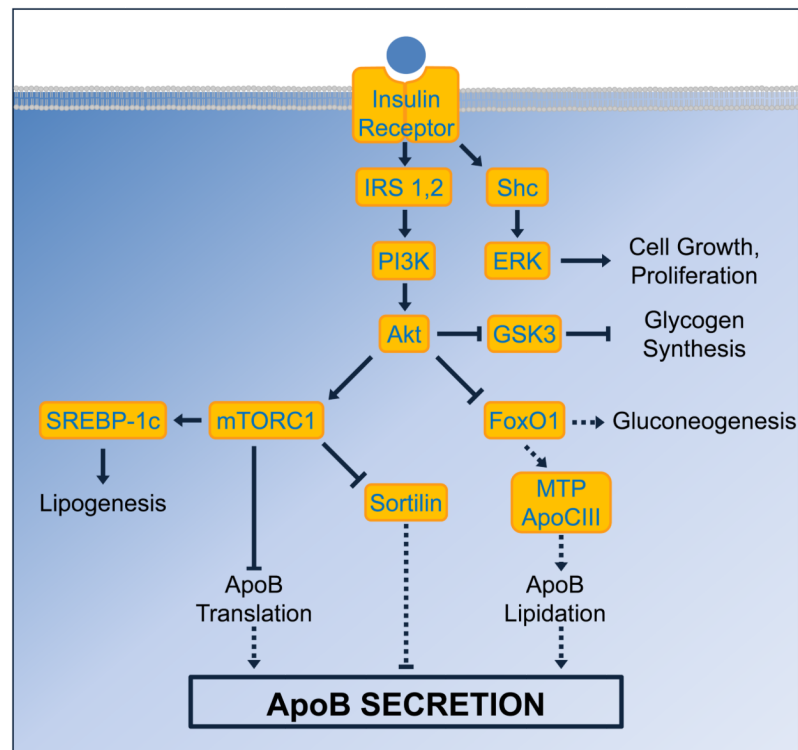 Insulin
Receptor
IRS 1,2
Shc
PI3K
ERK
Cell Growth,
Proliferation
Akt
GSK3
Glycogen
Synthesis
SREBP-1c
mTORC1
FoxO1
Gluconeogenesis
Lipogenesis
Sortilin
MTP
ApoCIII
ApoB
Translation
ApoB
Lipidation
ApoB SECRETION